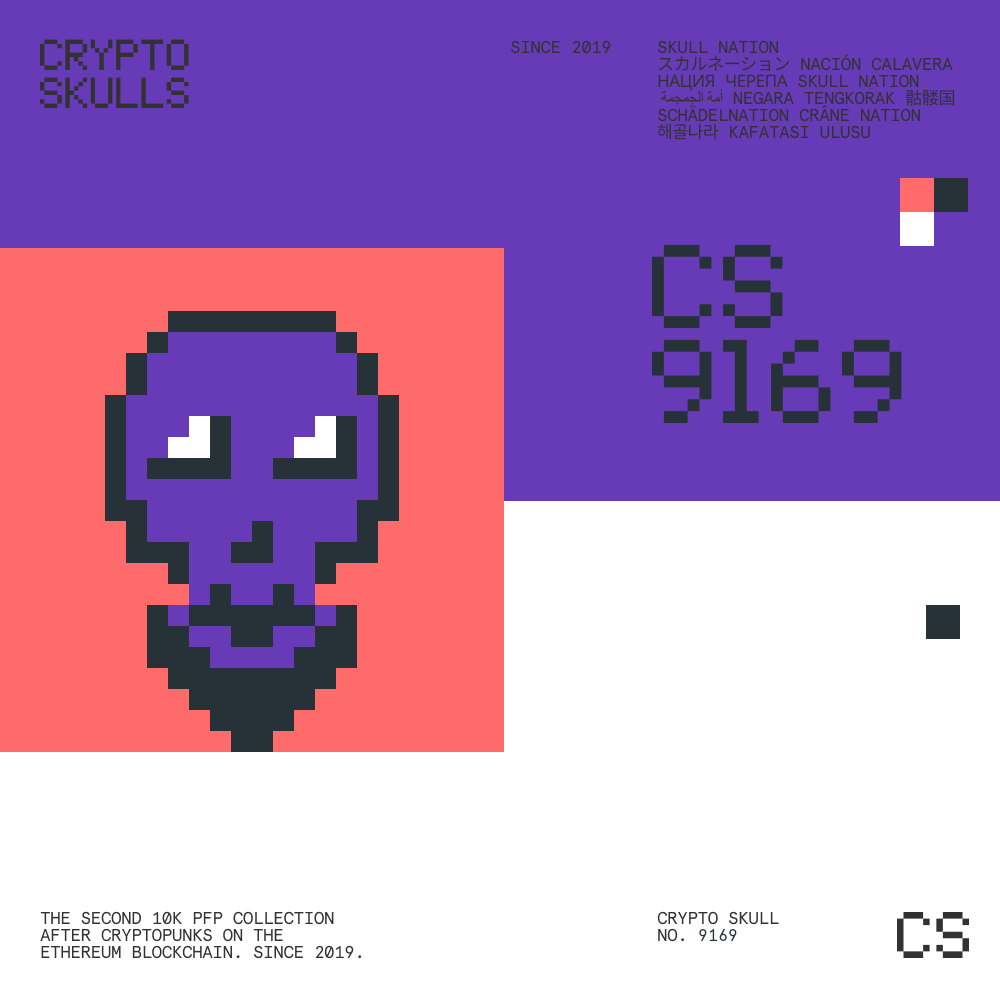 CRYPTO
SKULLS
SINCE 2019
SKULL NATION
スカルネーション NACIÓN CALAVERA
НАЦИЯ ЧЕРЕПА SKULL NATION
أمة الجمجمة NEGARA TENGKORAK 骷髅国
SCHÄDELNATION CRÂNE NATION
해골나라 KAFATASI ULUSU
CS
9169
THE SECOND 10K PFP COLLECTION
AFTER CRYPTOPUNKS ON THE
ETHEREUM BLOCKCHAIN. SINCE 2019.
CRYPTO SKULL
NO. 9169
CS